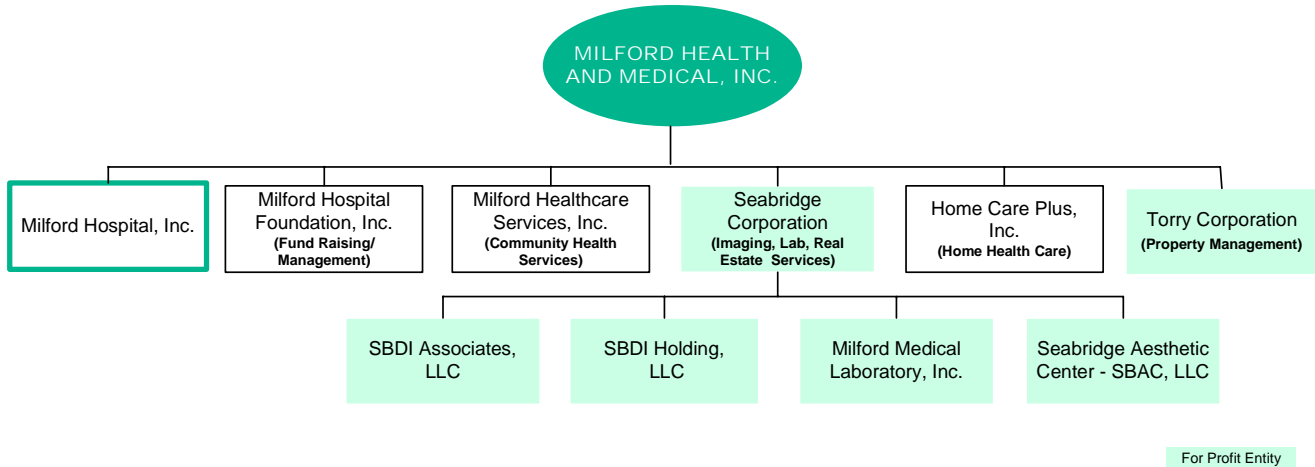 MILFORD HEALTH
AND MEDICAL, INC.
Milford Hospital, Inc.
Milford Hospital
Foundation, Inc.
(Fund Raising/
Management)
Milford Healthcare
Services, Inc.
(Community Health
Services)
Seabridge
Corporation
(Imaging, Lab, Real
Estate Services)
Home Care Plus,
Inc.
(Home Health Care)
Torry Corporation
(Property Management)
SBDI Associates,
LLC
SBDI Holding,
LLC
Milford Medical
Laboratory, Inc.
Seabridge Aesthetic
Center - SBAC, LLC
For Profit Entity